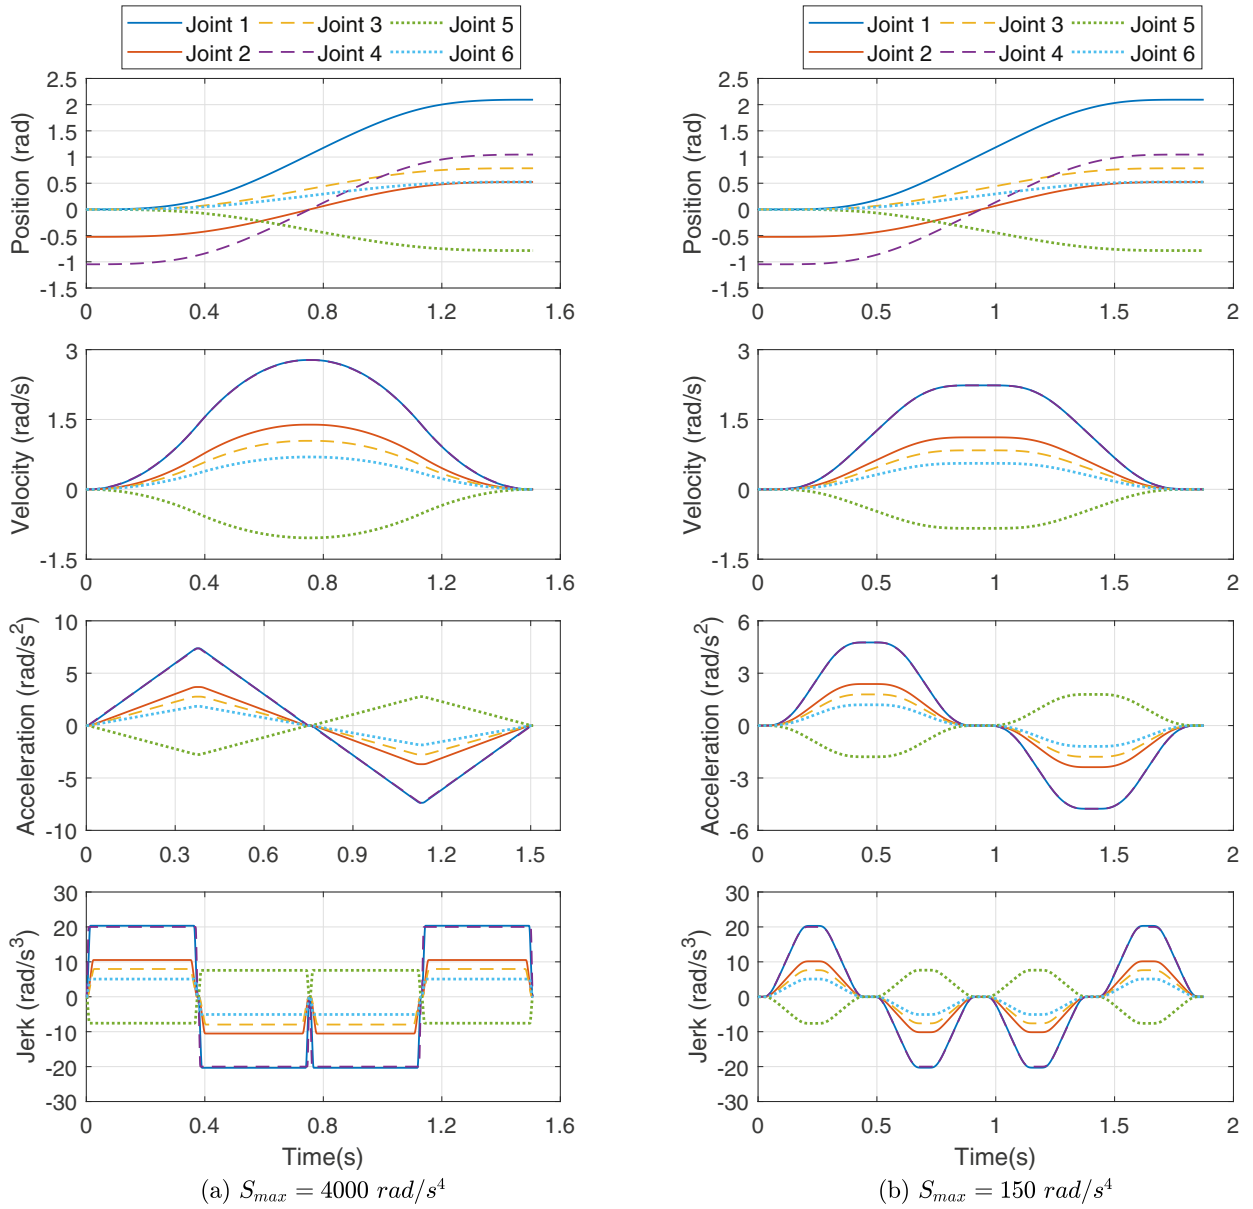 Joint 1 Joint 3 Joint 5
Joint 2 Joint 4 Joint 6
2.5
2
1.5
1
0.5
0
-0.5
-1
-1.5
Position (rad)
0 0.4 0.8 1.2 1.6
3
1.5
0
-1.5
Velocity (rad/s)
0 0.4 0.8 1.2 1.6
10
5
0
-5
-10
Acceleration (rad/s²)
0 0.3 0.6 0.9 1.2 1.5
30
20
10
0
-10
-20
-30
Jerk (rad/s³)
0 0.4 0.8 1.2 1.6
Time(s)
(a) S_max = 4000 rad/s⁴
Joint 1 Joint 3 Joint 5
Joint 2 Joint 4 Joint 6
2.5
2
1.5
1
0.5
0
-0.5
-1
-1.5
Position (rad)
0 0.5 1 1.5 2
3
1.5
0
-1.5
Velocity (rad/s)
0 0.5 1 1.5 2
6
3
0
-3
-6
Acceleration (rad/s²)
0 0.5 1 1.5 2
30
20
10
0
-10
-20
-30
Jerk (rad/s³)
0 0.5 1 1.5 2
Time(s)
(b) S_max = 150 rad/s⁴